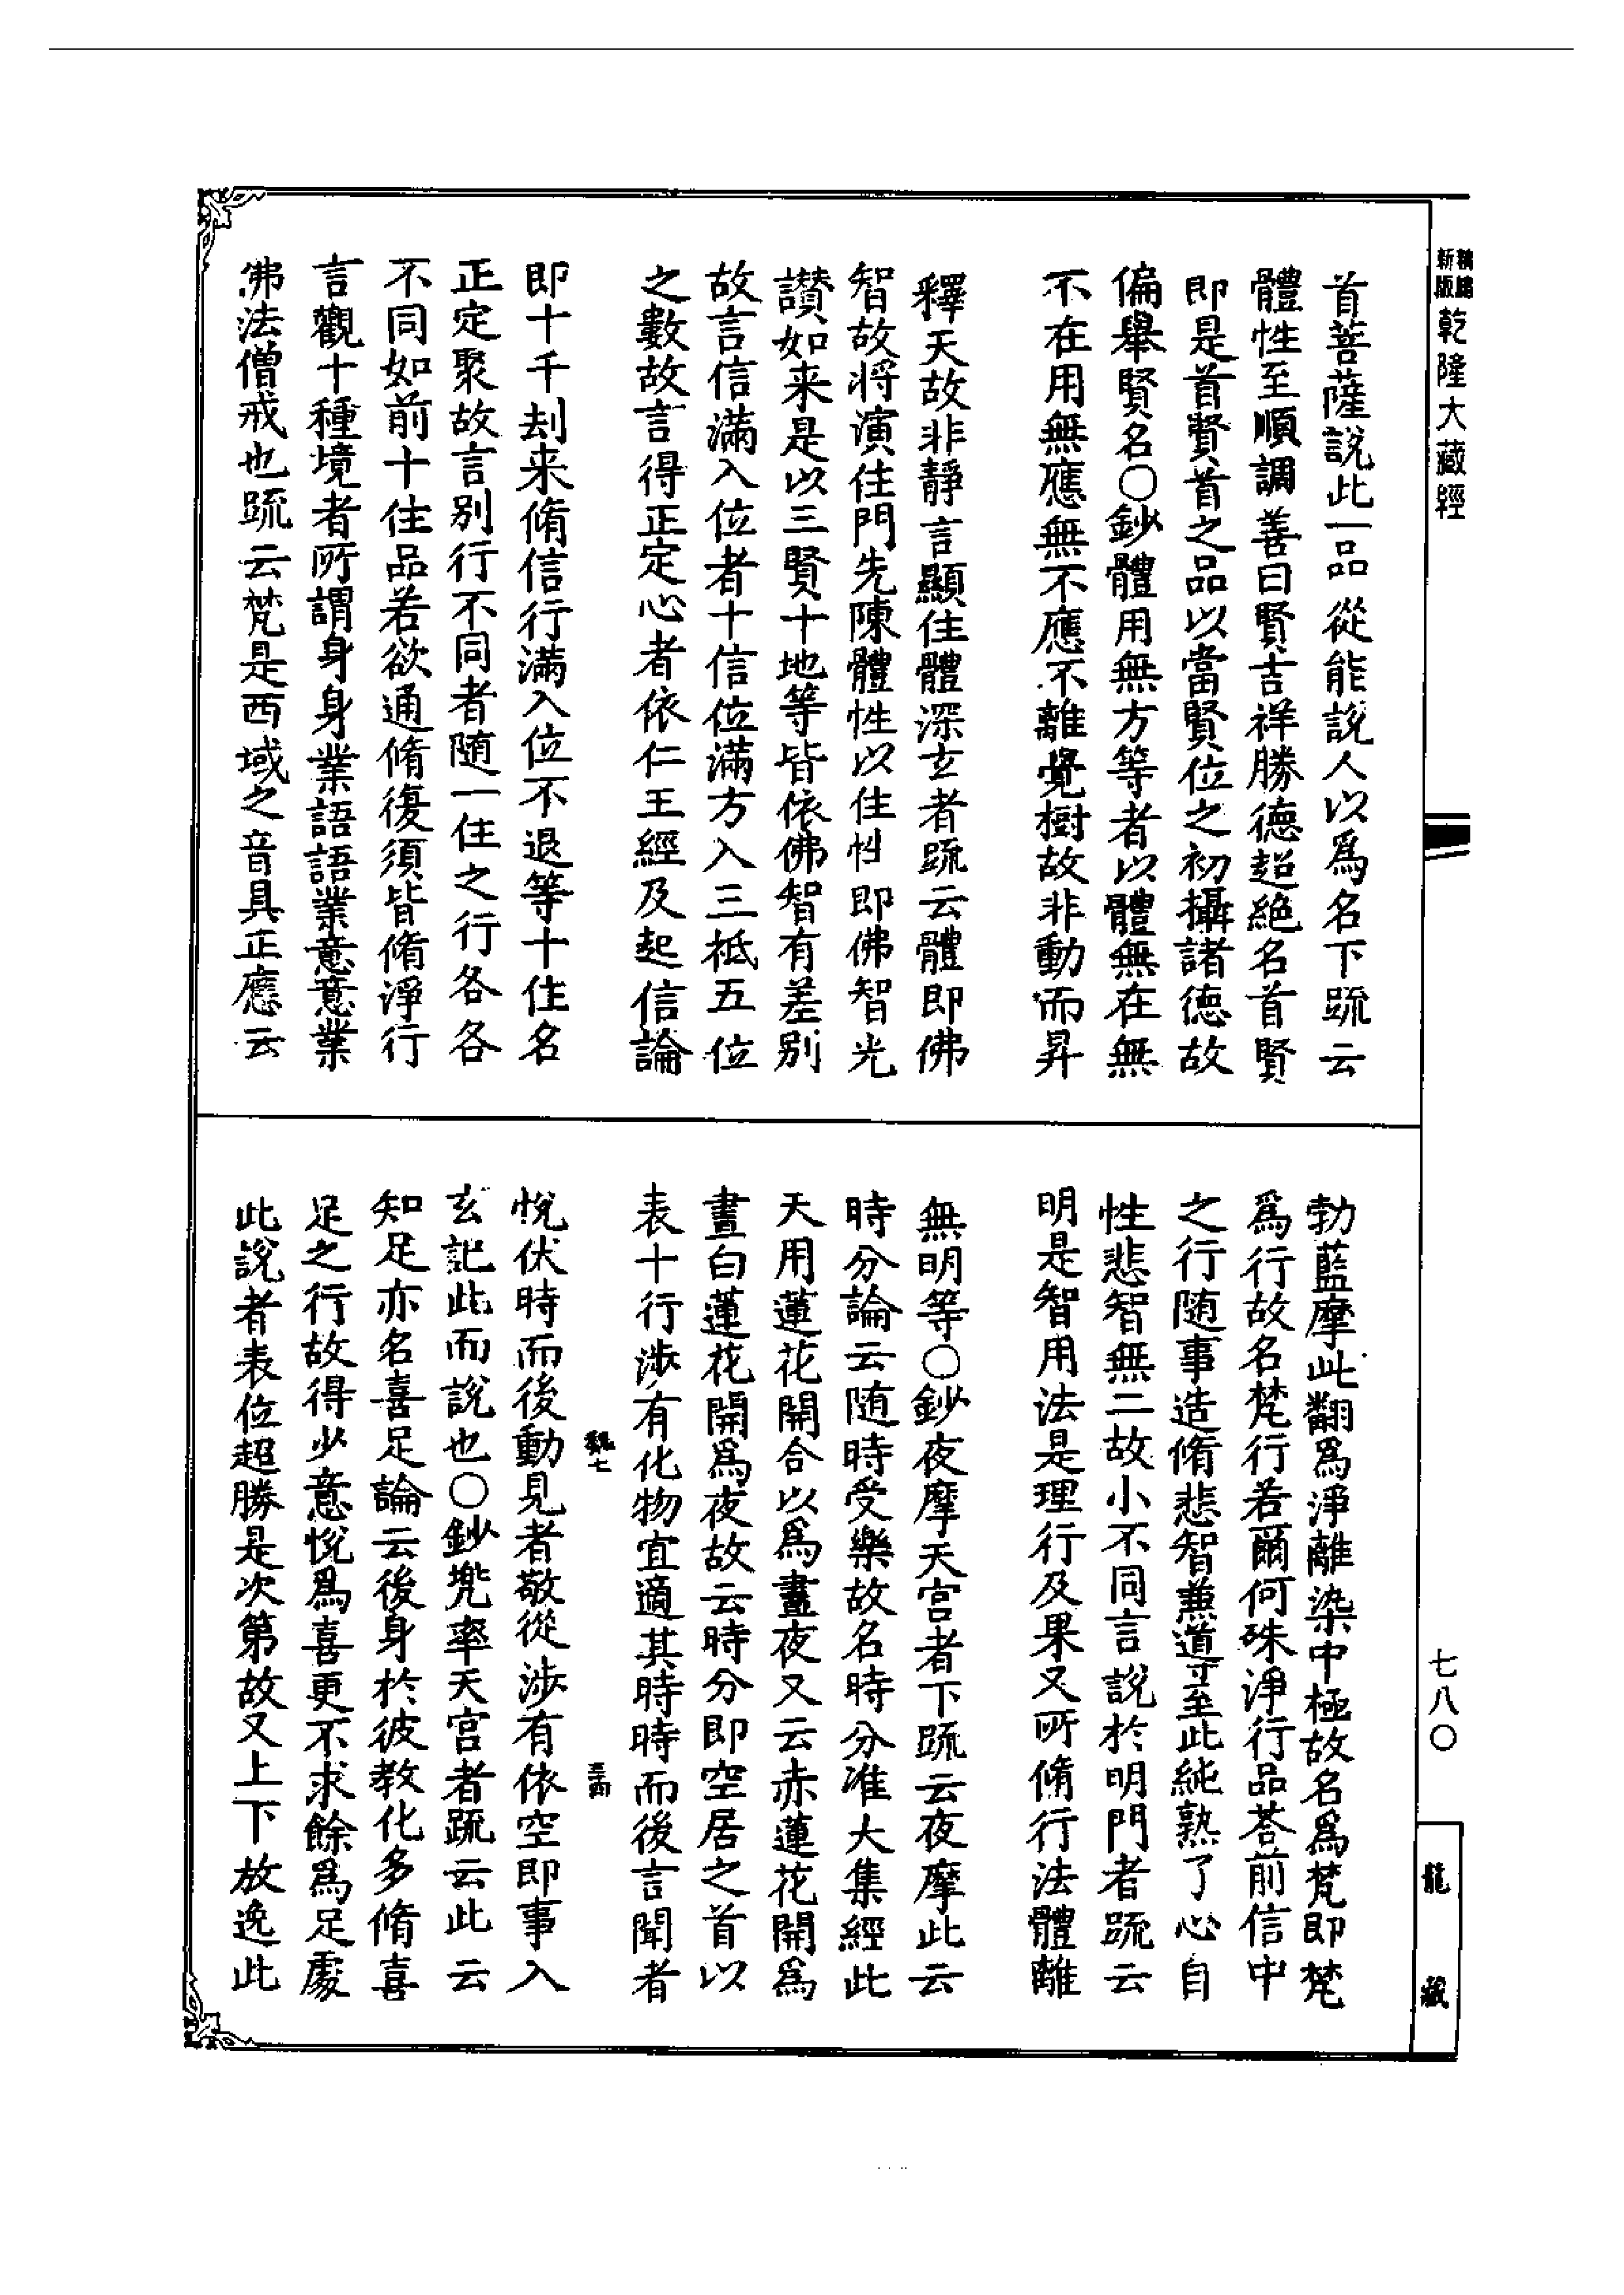 新版
乾隆大藏經
首菩薩說此一品從能說人以爲名下䟽云
體性至順調善曰賢吉祥勝德超絕名首賢
即是首賢首之品以當賢位之初攝諸德故
偏舉賢名〇鈔體用無方等者以體無在無
不在用無應無不應不離覺樹故非動而昇
釋天故非靜言顯住體深玄者䟽云體即佛
智故將演住門先陳體性以住性即佛智光
讃如来是以三賢十地等皆依佛智有差別
故言信滿入位者十信位滿方入三祇五位
之數故言得正定心者依仁王經及起信論
即十千刦来脩信行滿入位不退等十住名
正定聚故言別行不同者随一住之行各各
不同如前十住品若欲通脩復須皆脩淨行
言觀十種境者所謂身身業語語業意意業
佛法僧戒也䟽云梵是西域之音具正應云
勃藍摩此翻爲淨離染中極故名爲梵即梵
爲行故名梵行若爾何殊淨行品荅前信中
之行随事造脩悲智兼導至此純熟了心自
性悲智無二故小不同言說於明門者䟽云
明是智用法是理行及果又所脩行法體離
無明等〇鈔夜摩天宫者下䟽云夜摩此云
時分論云随時受樂故名時分准大集經此
天用蓮花開合以爲晝夜又云赤蓮花開爲
晝白蓮花開爲夜故云時分即空居之首以
表十行涉有化物宜適其時時而後言聞者
魏七
悅伏時而後動見者敬從涉有依空即事入
玄記此而說也〇鈔兠率天宫者䟽云此云
知足亦名喜足論云後身於彼教化多脩喜
足之行故得少意悅爲喜更不求餘爲足處
此說者表位超勝是次第故又上下放逸此
七八〇
龍藏